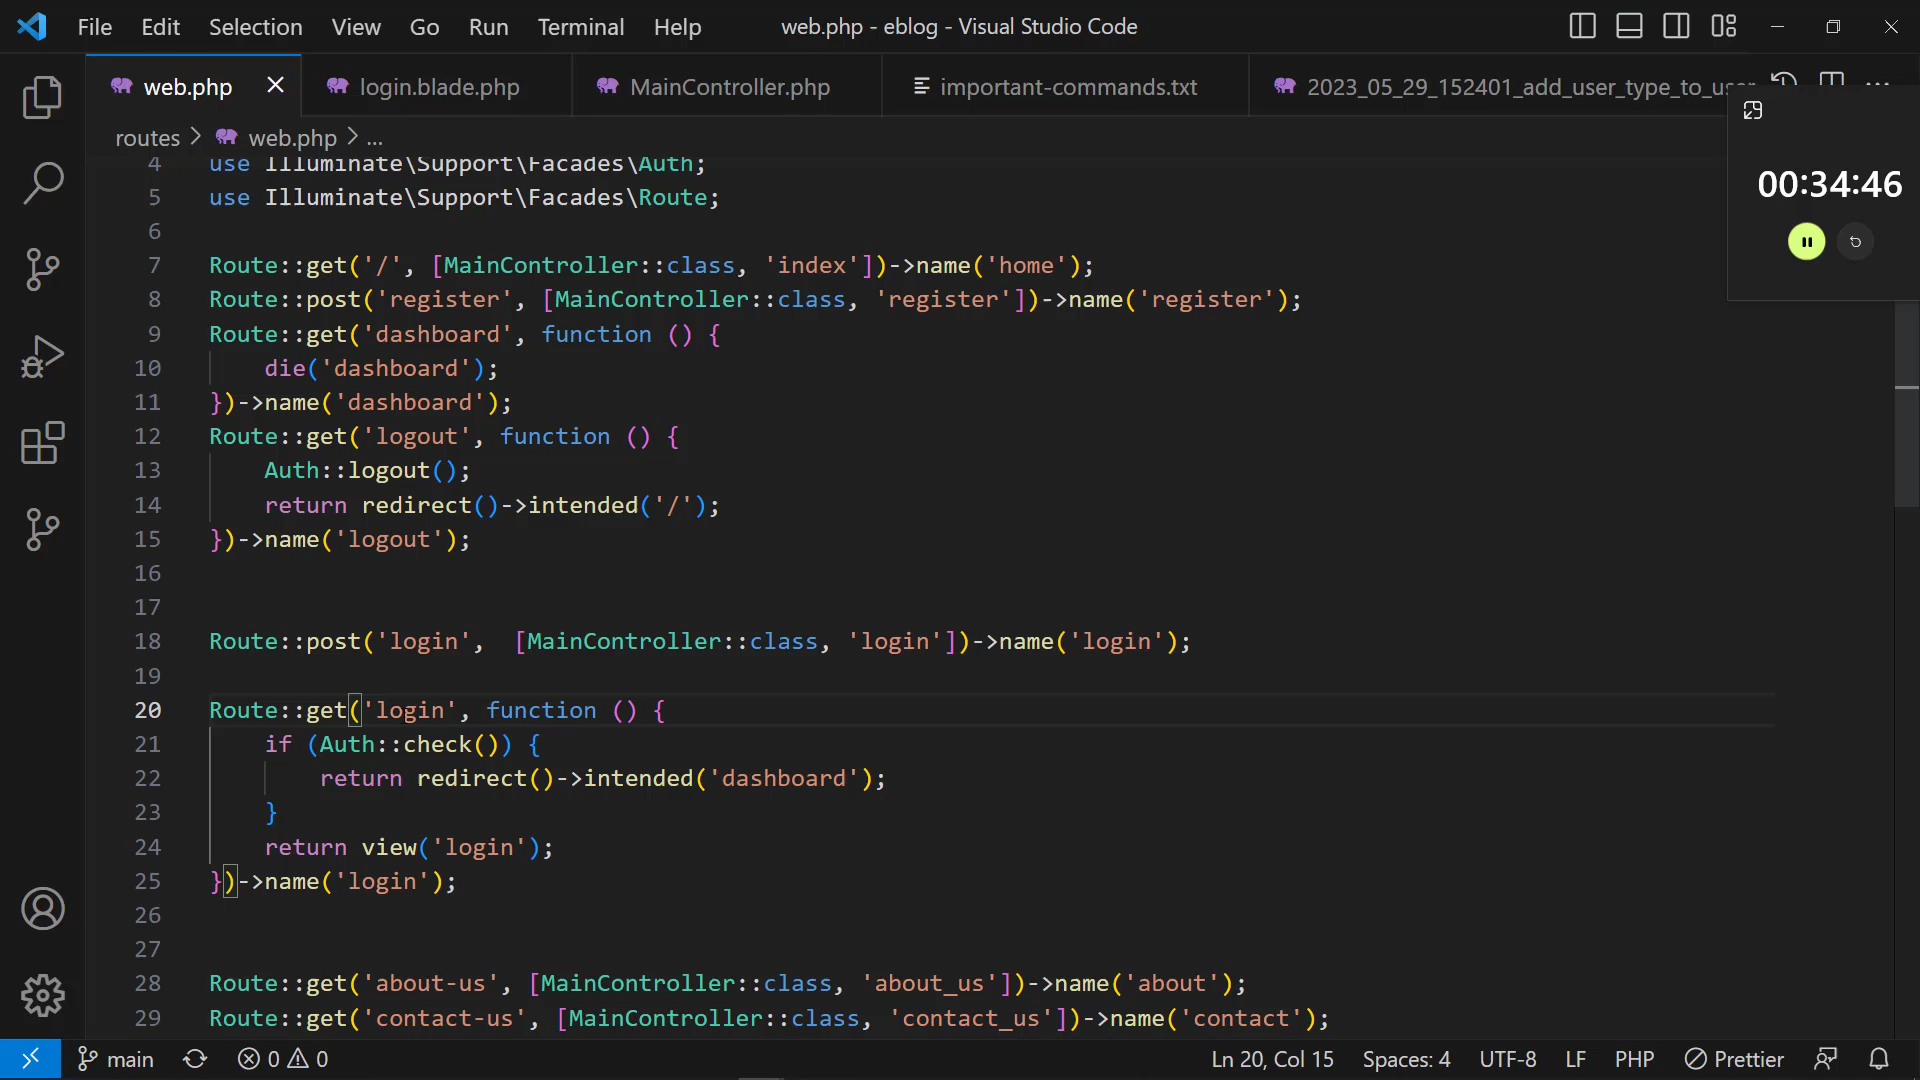 File Edit Selection View Go Run Terminal Help web.php - eblog - Visual Studio Code
web.php login.blade.php MainController.php important-commands.txt 2023_05_29_152401_add_user_type_to_user
routes > web.php > ...
00:34:46
4 use Illuminate\Support\Facades\Auth;
5 use Illuminate\Support\Facades\Route;
6
7 Route::get('/', [MainController::class, 'index'])->name('home');
8 Route::post('register', [MainController::class, 'register'])->name('register');
9 Route::get('dashboard', function () {
10 die('dashboard');
11 })->name('dashboard');
12 Route::get('logout', function () {
13 Auth::logout();
14 return redirect()->intended('/');
15 })->name('logout');
16
17
18 Route::post('login',  [MainController::class, 'login'])->name('login');
19
20 Route::get('login', function () {
21 if (Auth::check()) {
22 return redirect()->intended('dashboard');
23 }
24 return view('login');
25 })->name('login');
26
27
28 Route::get('about-us', [MainController::class, 'about_us'])->name('about');
29 Route::get('contact-us', [MainController::class, 'contact_us'])->name('contact');
main 0 0 Ln 20, Col 15 Spaces: 4 UTF-8 LF PHP Prettier